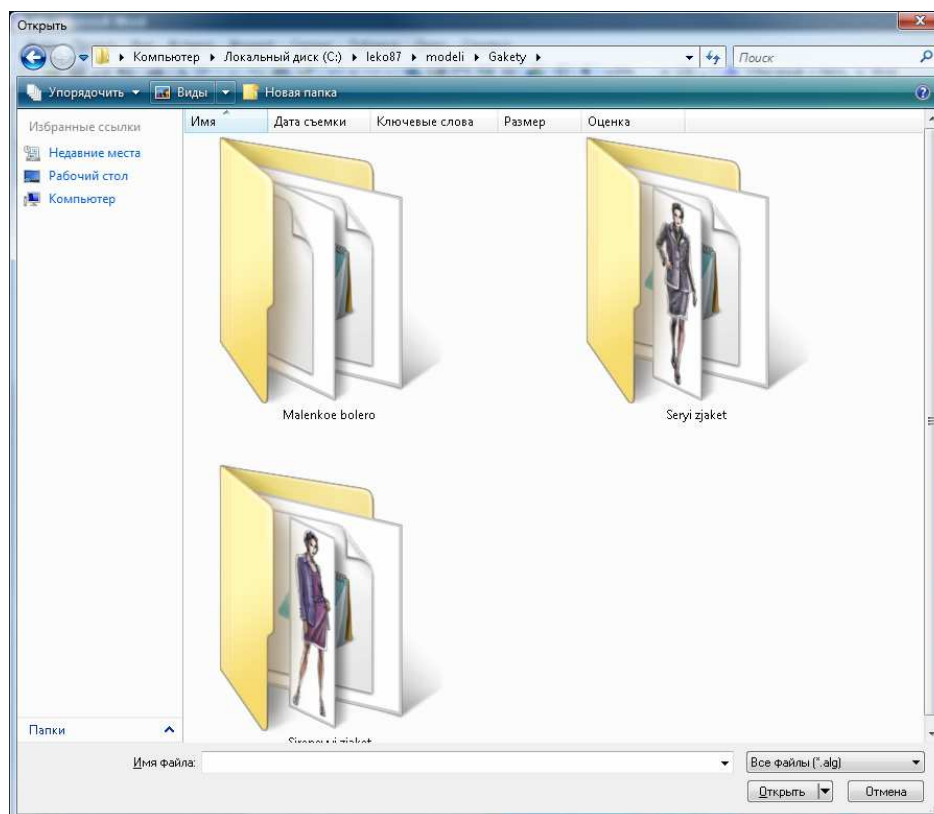 Открыть
Компьютер ▸ Локальный диск (C:) ▸ leko87 ▸ modeli ▸ Gakety ▸
Поиск
Упорядочить Виды Новая папка
Избранные ссылки
Недавние места
Рабочий стол
Компьютер
Имя Дата съемки Ключевые слова Размер Оценка
Malenkoe bolero
Seryi zjaket
Папки
Имя файла:
Все файлы (*.alg)
Открыть Отмена